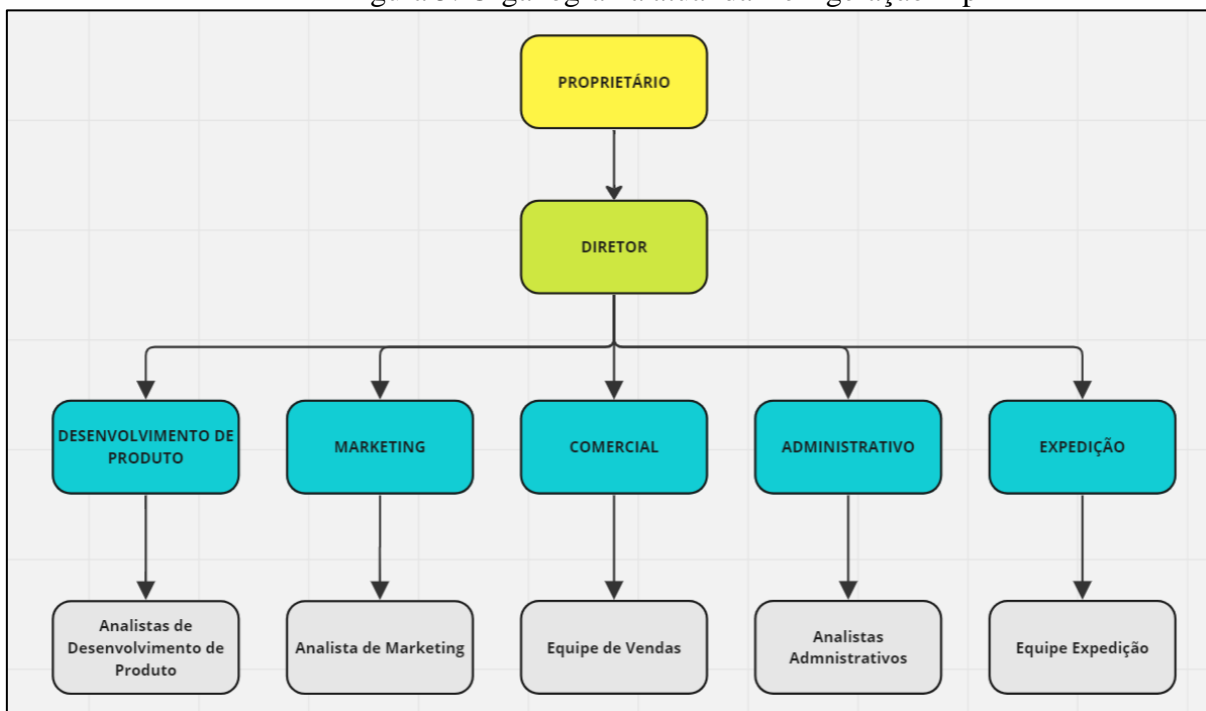 PROPRIETÁRIO
DIRETOR
DESENVOLVIMENTO DE
PRODUTO
MARKETING
COMERCIAL
ADMINISTRATIVO
EXPEDIÇÃO
Analistas de
Desenvolvimento de
Produto
Analista de Marketing
Equipe de Vendas
Analistas
Admnistrativos
Equipe Expedição